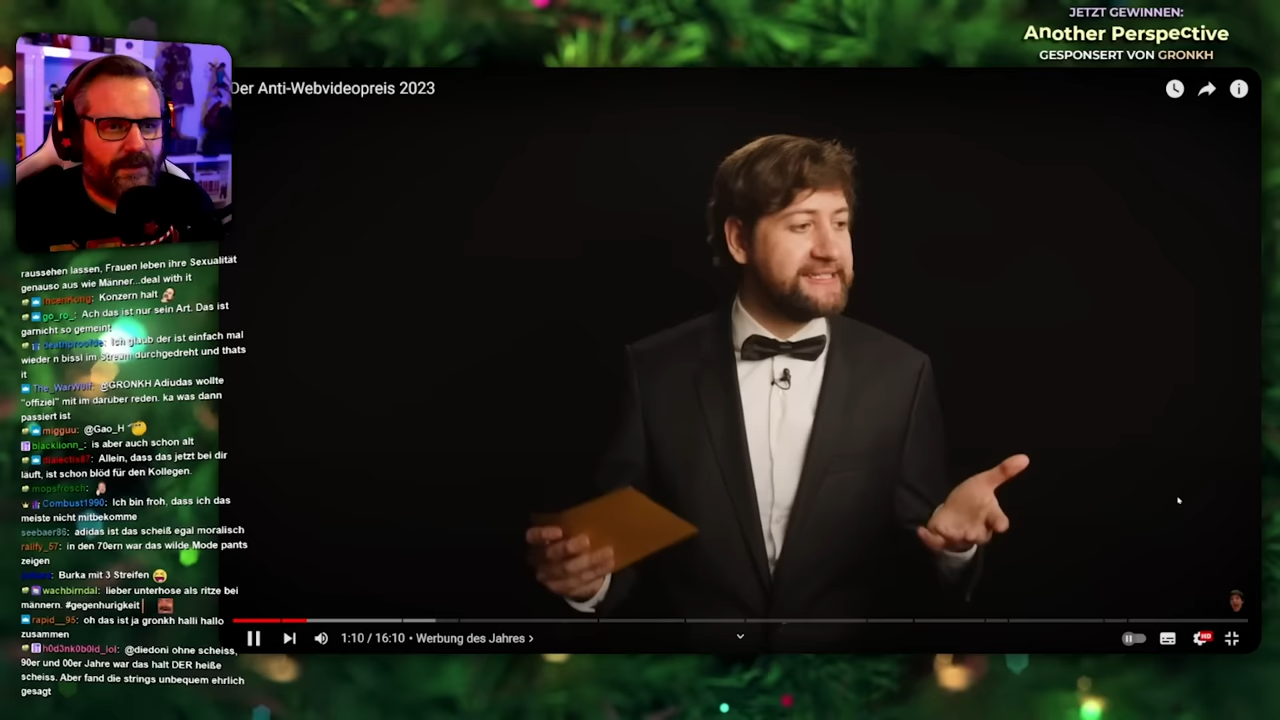 JETZT GEWINNEN:
Another Perspective
GESPONSERT VON GRONKH
Der Anti-Webvideopreis 2023
raussehen lassen, Frauen leben ihre Sexualität
genauso aus wie Männer...deal with it
IncenKong: Konzern halt
go_ro_: Ach das ist nur sein Art. Das ist
garnicht so gemeint
Ich glaub der ist einfach mal
wieder n bissl im Stream durchgedreht und thats
it
The_WarW0lf: @GRONKH Adiudas wollte
"offiziel" mit im darüber reden. ka was dann
passiert ist
migguu: @Gao_H
blacklionn_: is aber auch schon alt
dialectix87: Allein, dass das jetzt bei dir
läuft, ist schon blöd für den Kollegen.
mopsfrosch:
Combust1990: Ich bin froh, dass ich das
meiste nicht mitbekomme
seebaer86: adidas ist das scheiß egal moralisch
railfy_57: in den 70ern war das wilde Mode pants
zeigen
Burka mit 3 Streifen
wachbirndal: lieber unterhose als ritze bei
männern. #gegenhurigkeit
rapid__95: oh das ist ja gronkh halli hallo
zusammen
h0d3nk0b0ld_lol: @diedoni ohne scheiss,
90er und 00er Jahre war das halt DER heiße
scheiss. Aber fand die strings unbequem ehrlich
gesagt
1:10 / 16:10 • Werbung des Jahres ›
HD